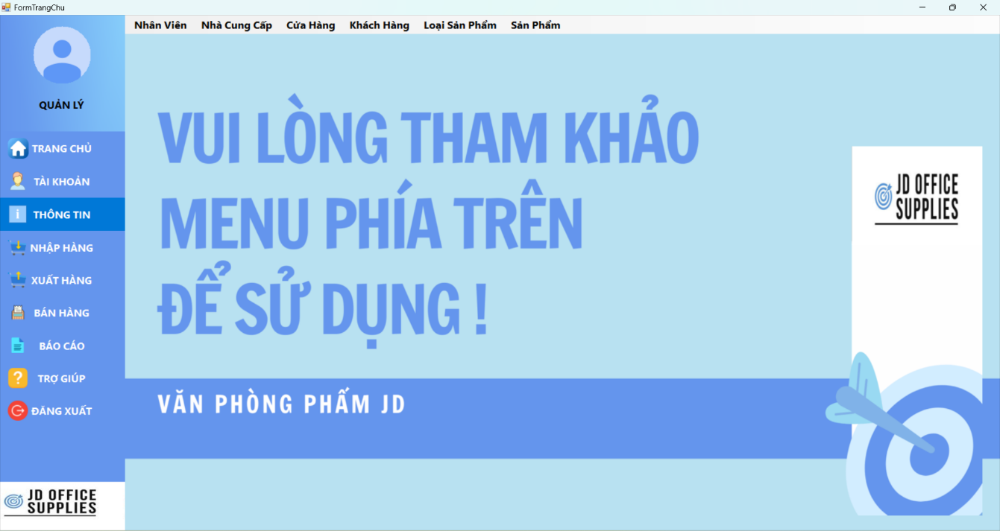 FormTrangChu
Nhân Viên Nhà Cung Cấp Cửa Hàng Khách Hàng Loại Sản Phẩm Sản Phẩm
QUẢN LÝ
TRANG CHỦ
TÀI KHOẢN
THÔNG TIN
NHẬP HÀNG
XUẤT HÀNG
BÁN HÀNG
BÁO CÁO
TRỢ GIÚP
ĐĂNG XUẤT
JD OFFICE
SUPPLIES
VUI LÒNG THAM KHẢO
MENU PHÍA TRÊN
ĐỂ SỬ DỤNG !
VĂN PHÒNG PHẨM JD
JD OFFICE
SUPPLIES